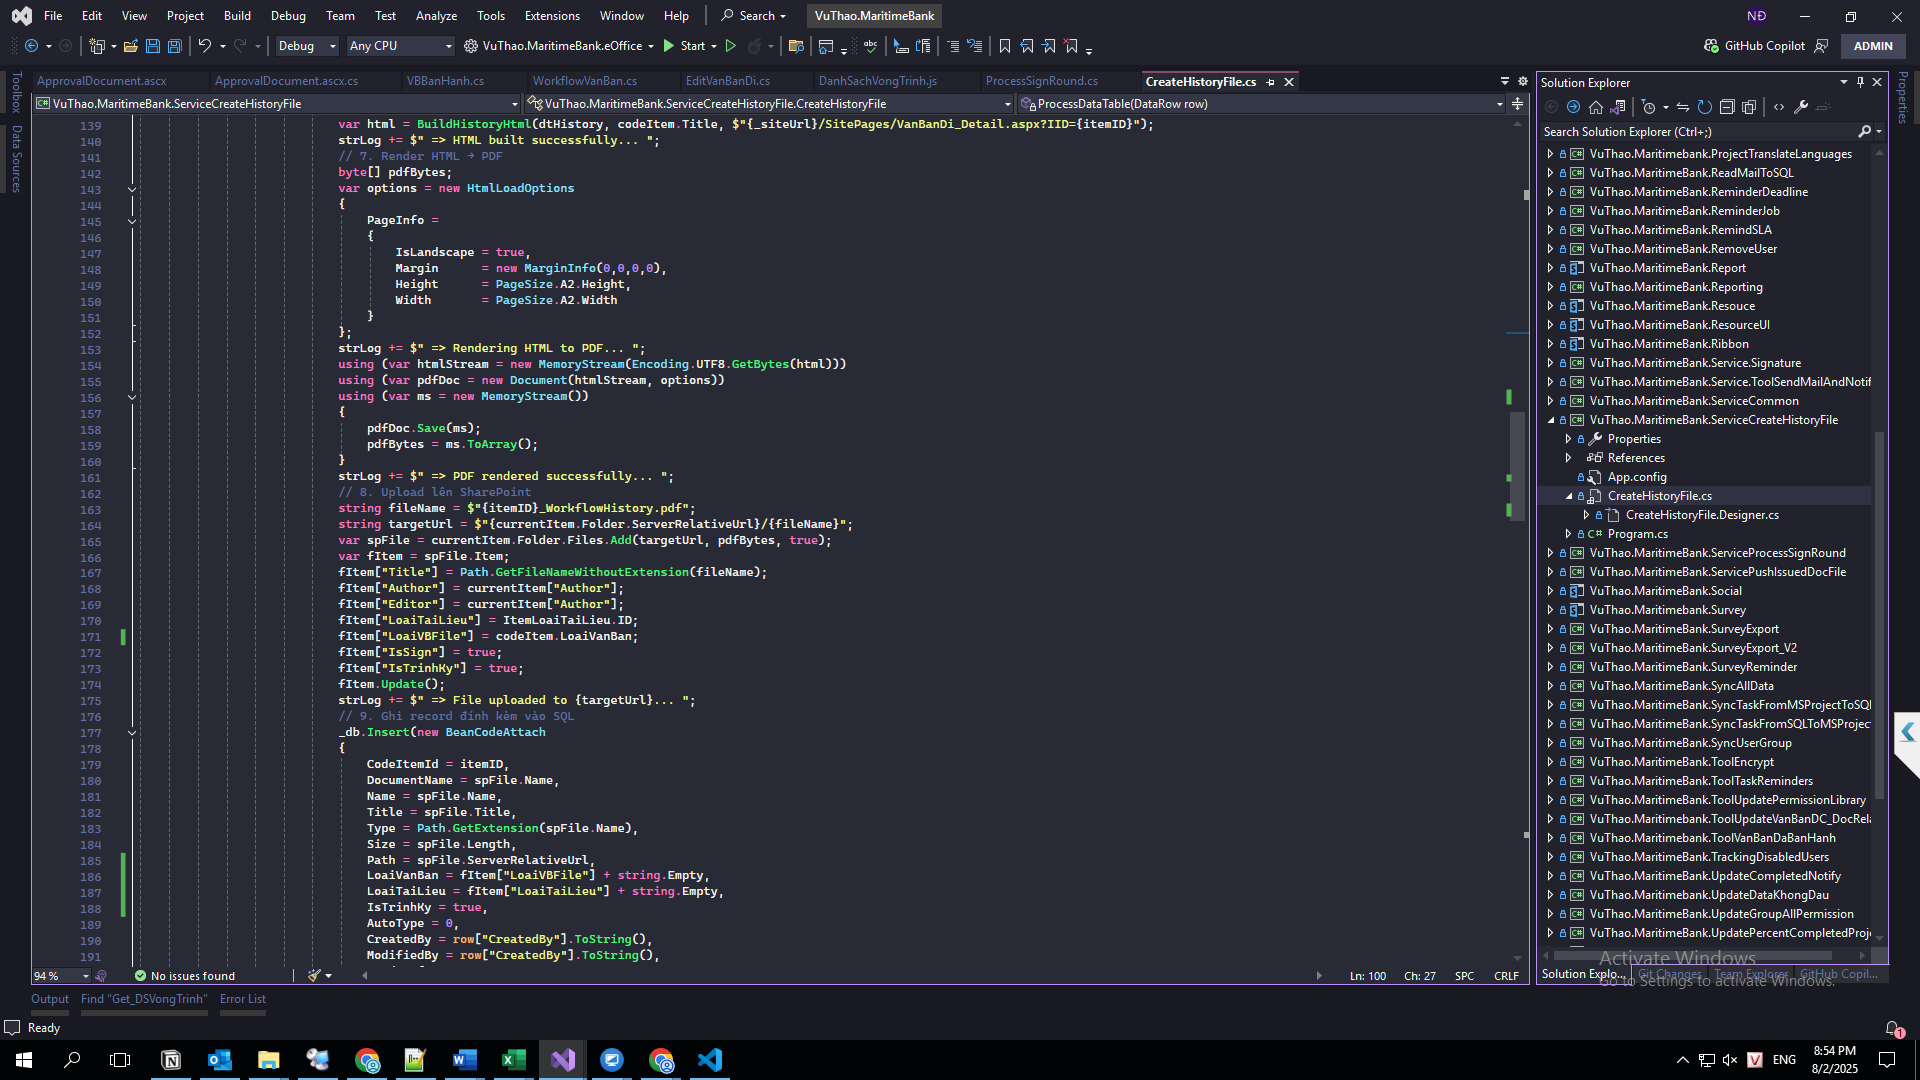 File Edit View Project Build Debug Team Test Analyze Tools Extensions Window Help Search VuThao.MaritimeBank NĐ
Debug Any CPU VuThao.MaritimeBank.eOffice Start GitHub Copilot ADMIN
ApprovalDocument.ascx ApprovalDocument.ascx.cs VBBanHanh.cs WorkflowVanBan.cs EditVanBanDi.cs DanhSachVongTrinh.js ProcessSignRound.cs CreateHistoryFile.cs
VuThao.MaritimeBank.ServiceCreateHistoryFile VuThao.MaritimeBank.ServiceCreateHistoryFile.CreateHistoryFile ProcessDataTable(DataRow row)
Toolbox
Data Sources
139 var html = BuildHistoryHtml(dtHistory, codeItem.Title, $"{_siteUrl}/SitePages/VanBanDi_Detail.aspx?IID={itemID}");
140 strLog += $" => HTML built successfully... ";
141 // 7. Render HTML → PDF
142 byte[] pdfBytes;
143 var options = new HtmlLoadOptions
144 {
145 PageInfo =
146 {
147 IsLandscape = true,
148 Margin = new MarginInfo(0,0,0,0),
149 Height = PageSize.A2.Height,
150 Width = PageSize.A2.Width
151 }
152 };
153 strLog += $" => Rendering HTML to PDF... ";
154 using (var htmlStream = new MemoryStream(Encoding.UTF8.GetBytes(html)))
155 using (var pdfDoc = new Document(htmlStream, options))
156 using (var ms = new MemoryStream())
157 {
158 pdfDoc.Save(ms);
159 pdfBytes = ms.ToArray();
160 }
161 strLog += $" => PDF rendered successfully... ";
162 // 8. Upload lên SharePoint
163 string fileName = $"{itemID}_WorkflowHistory.pdf";
164 string targetUrl = $"{currentItem.Folder.ServerRelativeUrl}/{fileName}";
165 var spFile = currentItem.Folder.Files.Add(targetUrl, pdfBytes, true);
166 var fItem = spFile.Item;
167 fItem["Title"] = Path.GetFileNameWithoutExtension(fileName);
168 fItem["Author"] = currentItem["Author"];
169 fItem["Editor"] = currentItem["Author"];
170 fItem["LoaiTaiLieu"] = ItemLoaiTaiLieu.ID;
171 fItem["LoaiVBFile"] = codeItem.LoaiVanBan;
172 fItem["IsSign"] = true;
173 fItem["IsTrinhKy"] = true;
174 fItem.Update();
175 strLog += $" => File uploaded to {targetUrl}... ";
176 // 9. Ghi record đính kèm vào SQL
177 _db.Insert(new BeanCodeAttach
178 {
179 CodeItemId = itemID,
180 DocumentName = spFile.Name,
181 Name = spFile.Name,
182 Title = spFile.Title,
183 Type = Path.GetExtension(spFile.Name),
184 Size = spFile.Length,
185 Path = spFile.ServerRelativeUrl,
186 LoaiVanBan = fItem["LoaiVBFile"] + string.Empty,
187 LoaiTaiLieu = fItem["LoaiTaiLieu"] + string.Empty,
188 IsTrinhKy = true,
189 AutoType = 0,
190 CreatedBy = row["CreatedBy"].ToString(),
191 ModifiedBy = row["CreatedBy"].ToString(),
94 % No issues found Ln: 100 Ch: 27 SPC CRLF
Output Find "Get_DSVongTrinh" Error List
Ready
Solution Explorer
Search Solution Explorer (Ctrl+;)
VuThao.Maritimebank.ProjectTranslateLanguages
VuThao.MaritimeBank.ReadMailToSQL
VuThao.MaritimeBank.ReminderDeadline
VuThao.MaritimeBank.ReminderJob
VuThao.MaritimeBank.RemindSLA
VuThao.MaritimeBank.RemoveUser
VuThao.MaritimeBank.Report
VuThao.MaritimeBank.Reporting
VuThao.MaritimeBank.Resouce
VuThao.MaritimeBank.ResourceUI
VuThao.MaritimeBank.Ribbon
VuThao.MaritimeBank.Service.Signature
VuThao.MaritimeBank.Service.ToolSendMailAndNotif
VuThao.MaritimeBank.ServiceCommon
VuThao.MaritimeBank.ServiceCreateHistoryFile
Properties
References
App.config
CreateHistoryFile.cs
CreateHistoryFile.Designer.cs
C# Program.cs
VuThao.MaritimeBank.ServiceProcessSignRound
VuThao.MaritimeBank.ServicePushIssuedDocFile
VuThao.MaritimeBank.Social
VuThao.MaritimeBank.Survey
VuThao.MaritimeBank.SurveyExport
VuThao.MaritimeBank.SurveyExport_V2
VuThao.MaritimeBank.SurveyReminder
VuThao.MaritimeBank.SyncAllData
VuThao.MaritimeBank.SyncTaskFromMSProjectToSQl
VuThao.MaritimeBank.SyncTaskFromSQLToMSProjec
VuThao.MaritimeBank.SyncUserGroup
VuThao.MaritimeBank.ToolEncrypt
VuThao.MaritimeBank.ToolTaskReminders
VuThao.MaritimeBank.ToolUpdatePermissionLibrary
VuThao.MaritimeBank.ToolUpdateVanBanDC_DocRela
VuThao.MaritimeBank.ToolVanBanDaBanHanh
VuThao.MaritimeBank.TrackingDisabledUsers
VuThao.MaritimeBank.UpdateCompletedNotify
VuThao.MaritimeBank.UpdateDataKhongDau
VuThao.MaritimeBank.UpdateGroupAllPermission
VuThao.MaritimeBank.UpdatePercentCompletedProj
Solution Explo... Git Changes Team Explorer GitHub Copil...
Activate Windows
Go to Settings to activate Windows.
Properties
ENG
8:54 PM
8/2/2025